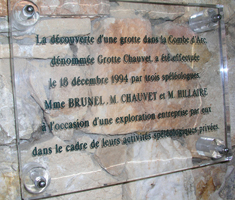 La découverte d'une grotte dans la Combe d'Arc,
dénommée Grotte Chauvet, a été effectuée
le 18 décembre 1994 par trois spéléologues,
Mme BRUNEL, M. CHAUVET et M. HILLAIRE
à l'occasion d'une exploration entreprise par eux
dans le cadre de leurs activités spéléologiques privées.